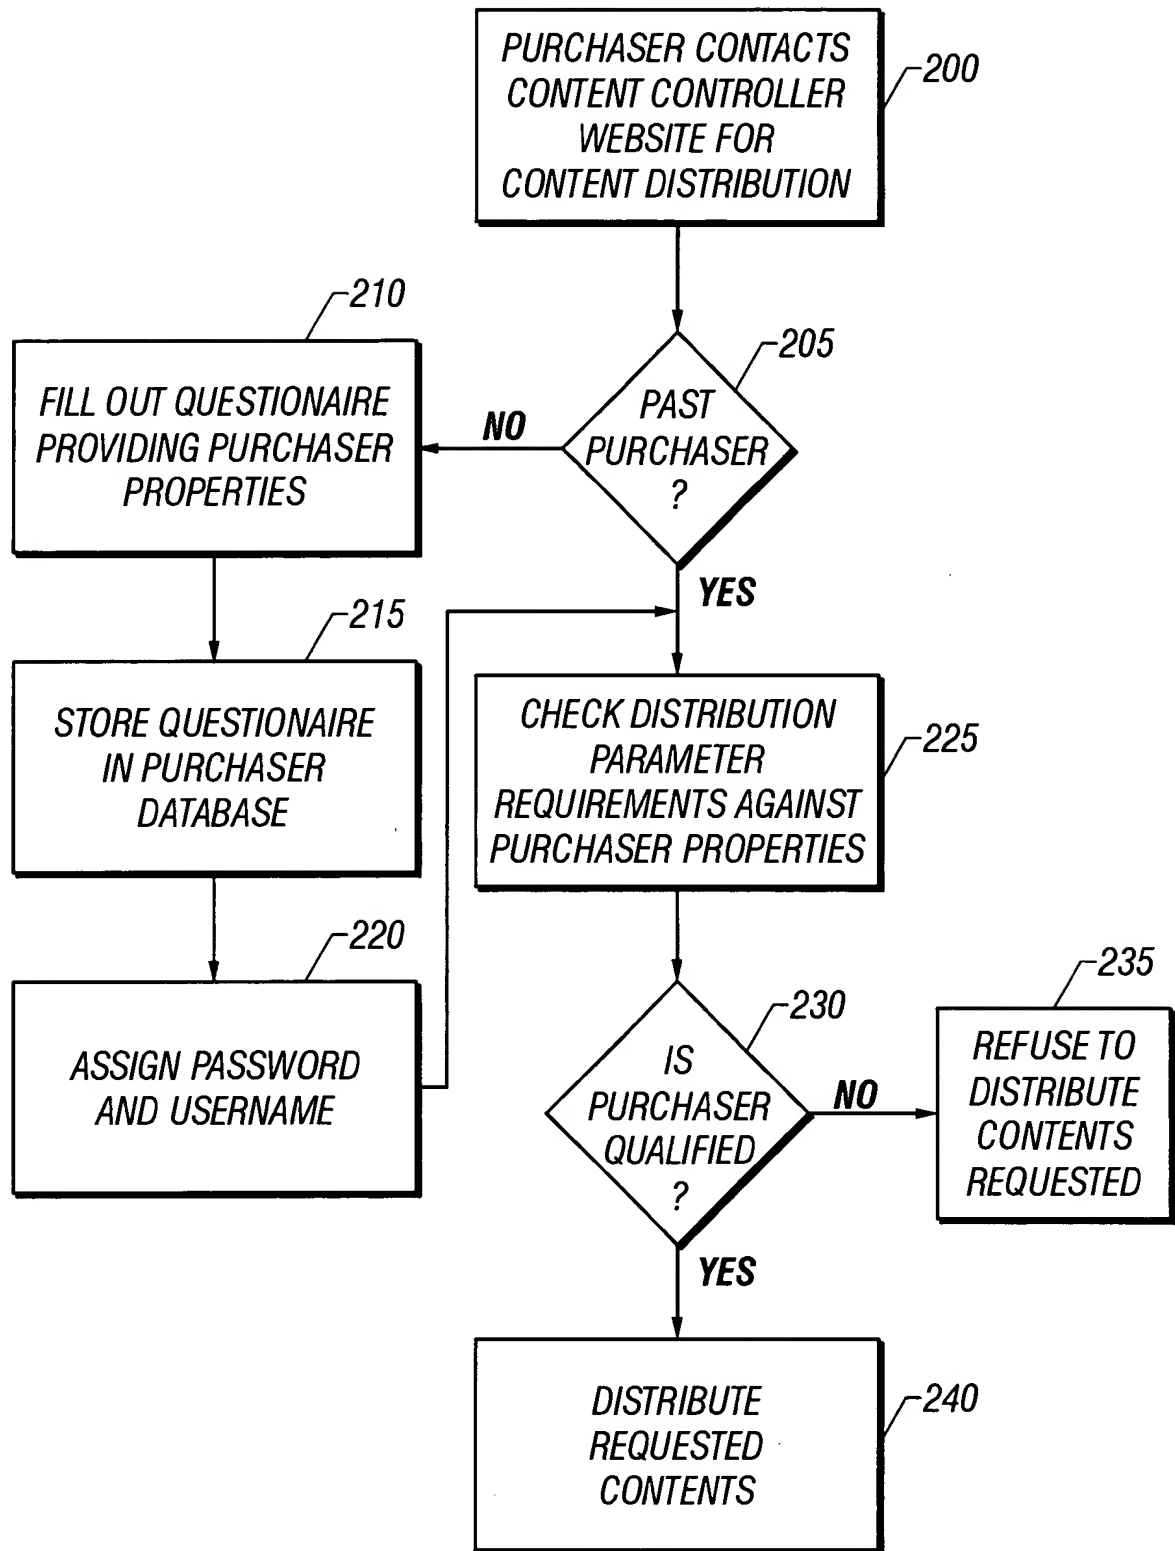 PURCHASER CONTACTS
CONTENT CONTROLLER
WEBSITE FOR
CONTENT DISTRIBUTION
200
205
PAST
PURCHASER
?
NO
YES
210
FILL OUT QUESTIONAIRE
PROVIDING PURCHASER
PROPERTIES
215
STORE QUESTIONAIRE
IN PURCHASER
DATABASE
220
ASSIGN PASSWORD
AND USERNAME
CHECK DISTRIBUTION
PARAMETER
REQUIREMENTS AGAINST
PURCHASER PROPERTIES
225
230
IS
PURCHASER
QUALIFIED
?
NO
235
REFUSE TO
DISTRIBUTE
CONTENTS
REQUESTED
YES
DISTRIBUTE
REQUESTED
CONTENTS
240